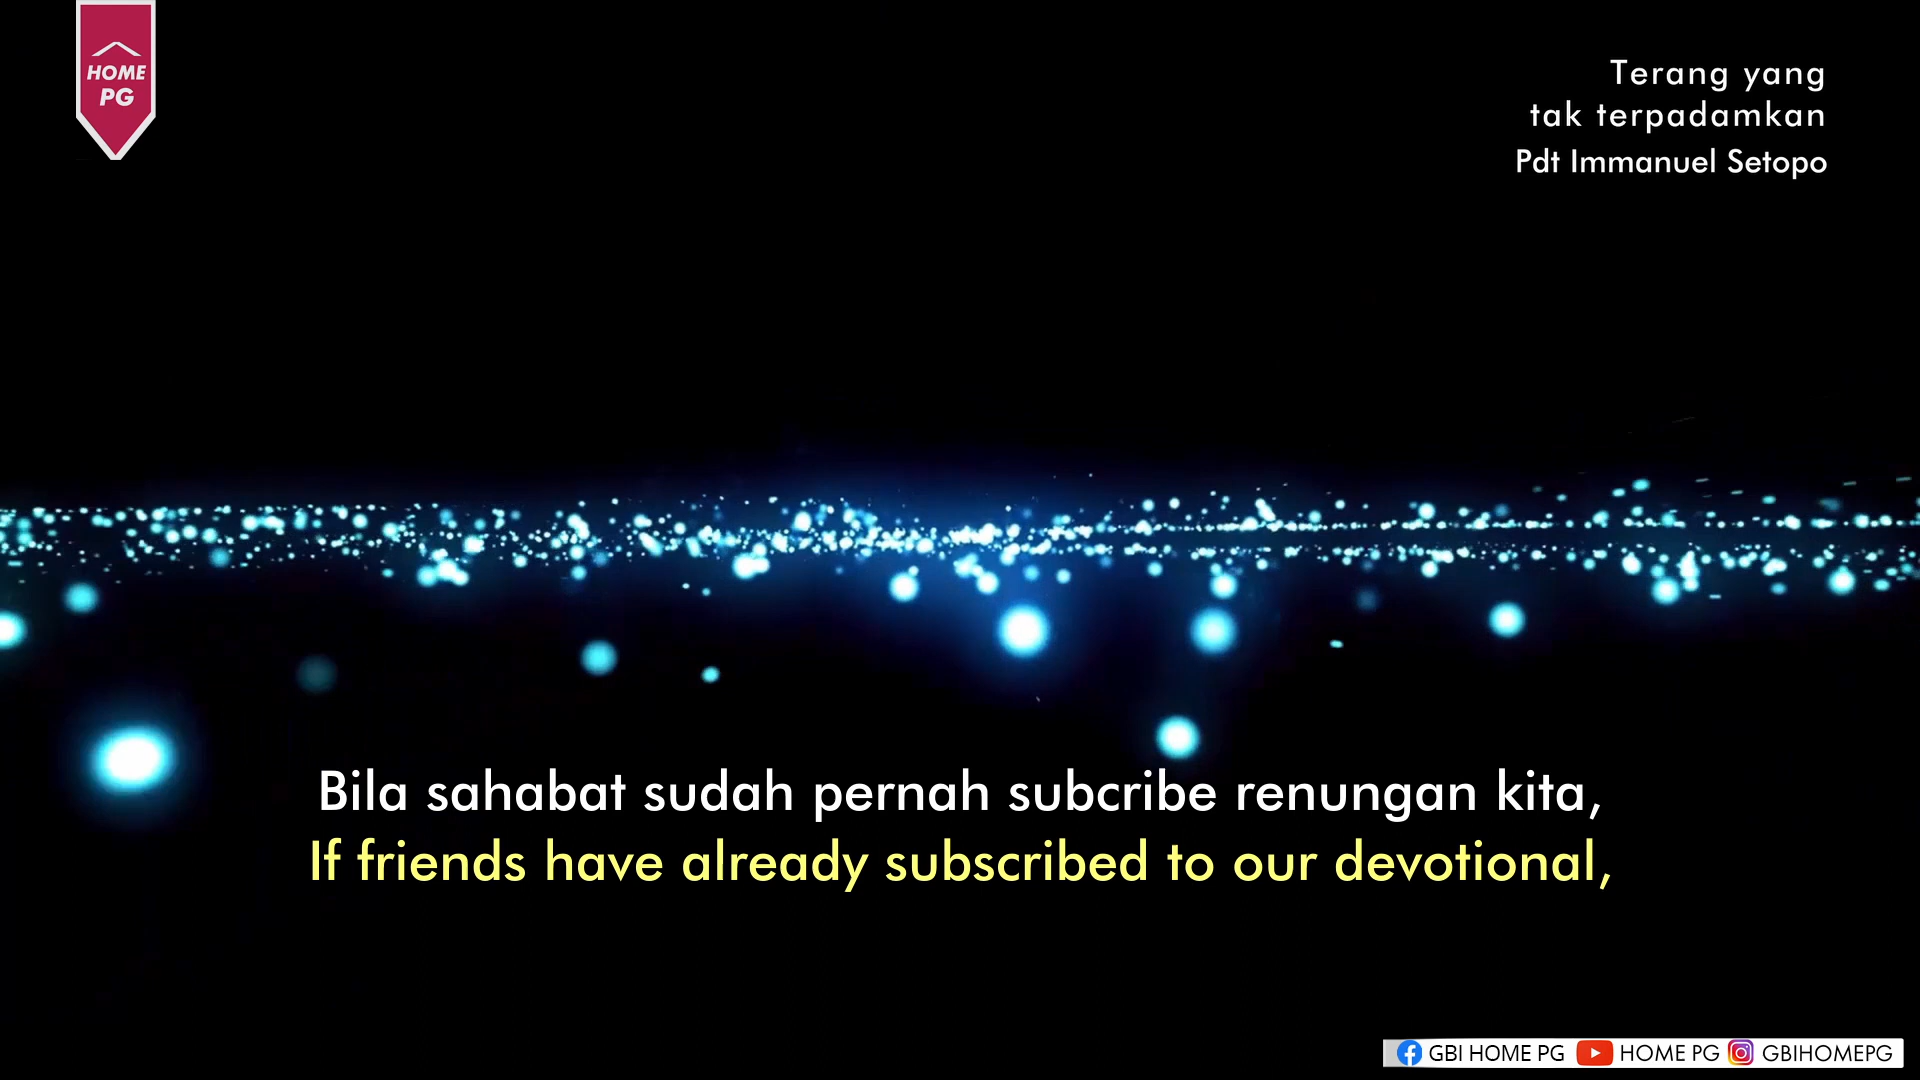 HOME
PG
Terang yang
tak terpadamkan
Pdt Immanuel Setopo
Bila sahabat sudah pernah subcribe renungan kita,
If friends have already subscribed to our devotional,
GBI HOME PG HOME PG GBIHOMEPG